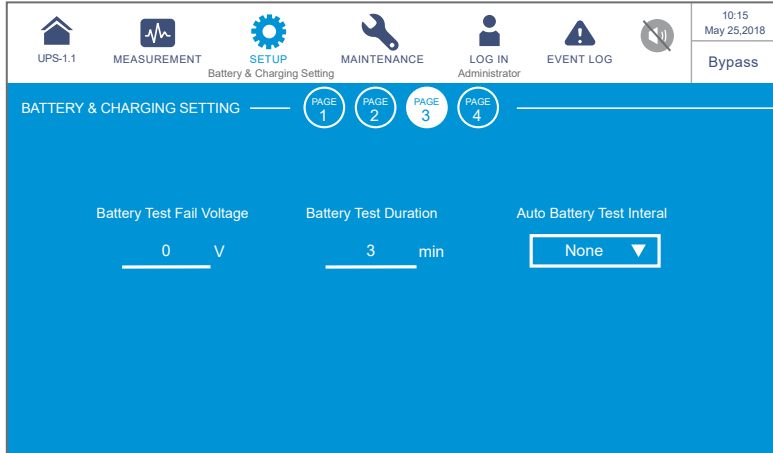 10:15
May 25,2018
UPS-1.1 MEASUREMENT SETUP MAINTENANCE LOG IN EVENT LOG
Battery & Charging Setting Administrator
Bypass
BATTERY & CHARGING SETTING
PAGE 1 PAGE 2 PAGE 3 PAGE 4
Battery Test Fail Voltage Battery Test Duration Auto Battery Test Interal
0 V 3 min None